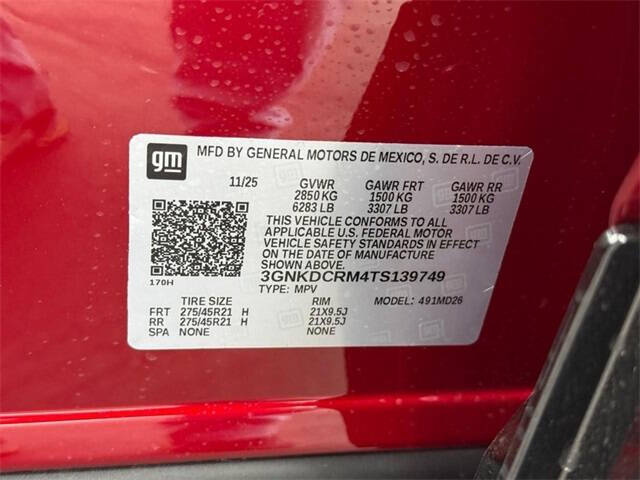 gm MFD BY GENERAL MOTORS DE MEXICO, S. DE R.L. DE C.V.
11/25 GVWR GAWR FRT GAWR RR
2850 KG 1500 KG 1500 KG
6283 LB 3307 LB 3307 LB
THIS VEHICLE CONFORMS TO ALL
APPLICABLE U.S. FEDERAL MOTOR
VEHICLE SAFETY STANDARDS IN EFFECT
ON THE DATE OF MANUFACTURE
SHOWN ABOVE.
3GNKDCRM4TS139749
170H TYPE: MPV
TIRE SIZE RIM MODEL: 491MD26
FRT 275/45R21 H 21X9.5J
RR 275/45R21 H 21X9.5J
SPA NONE NONE